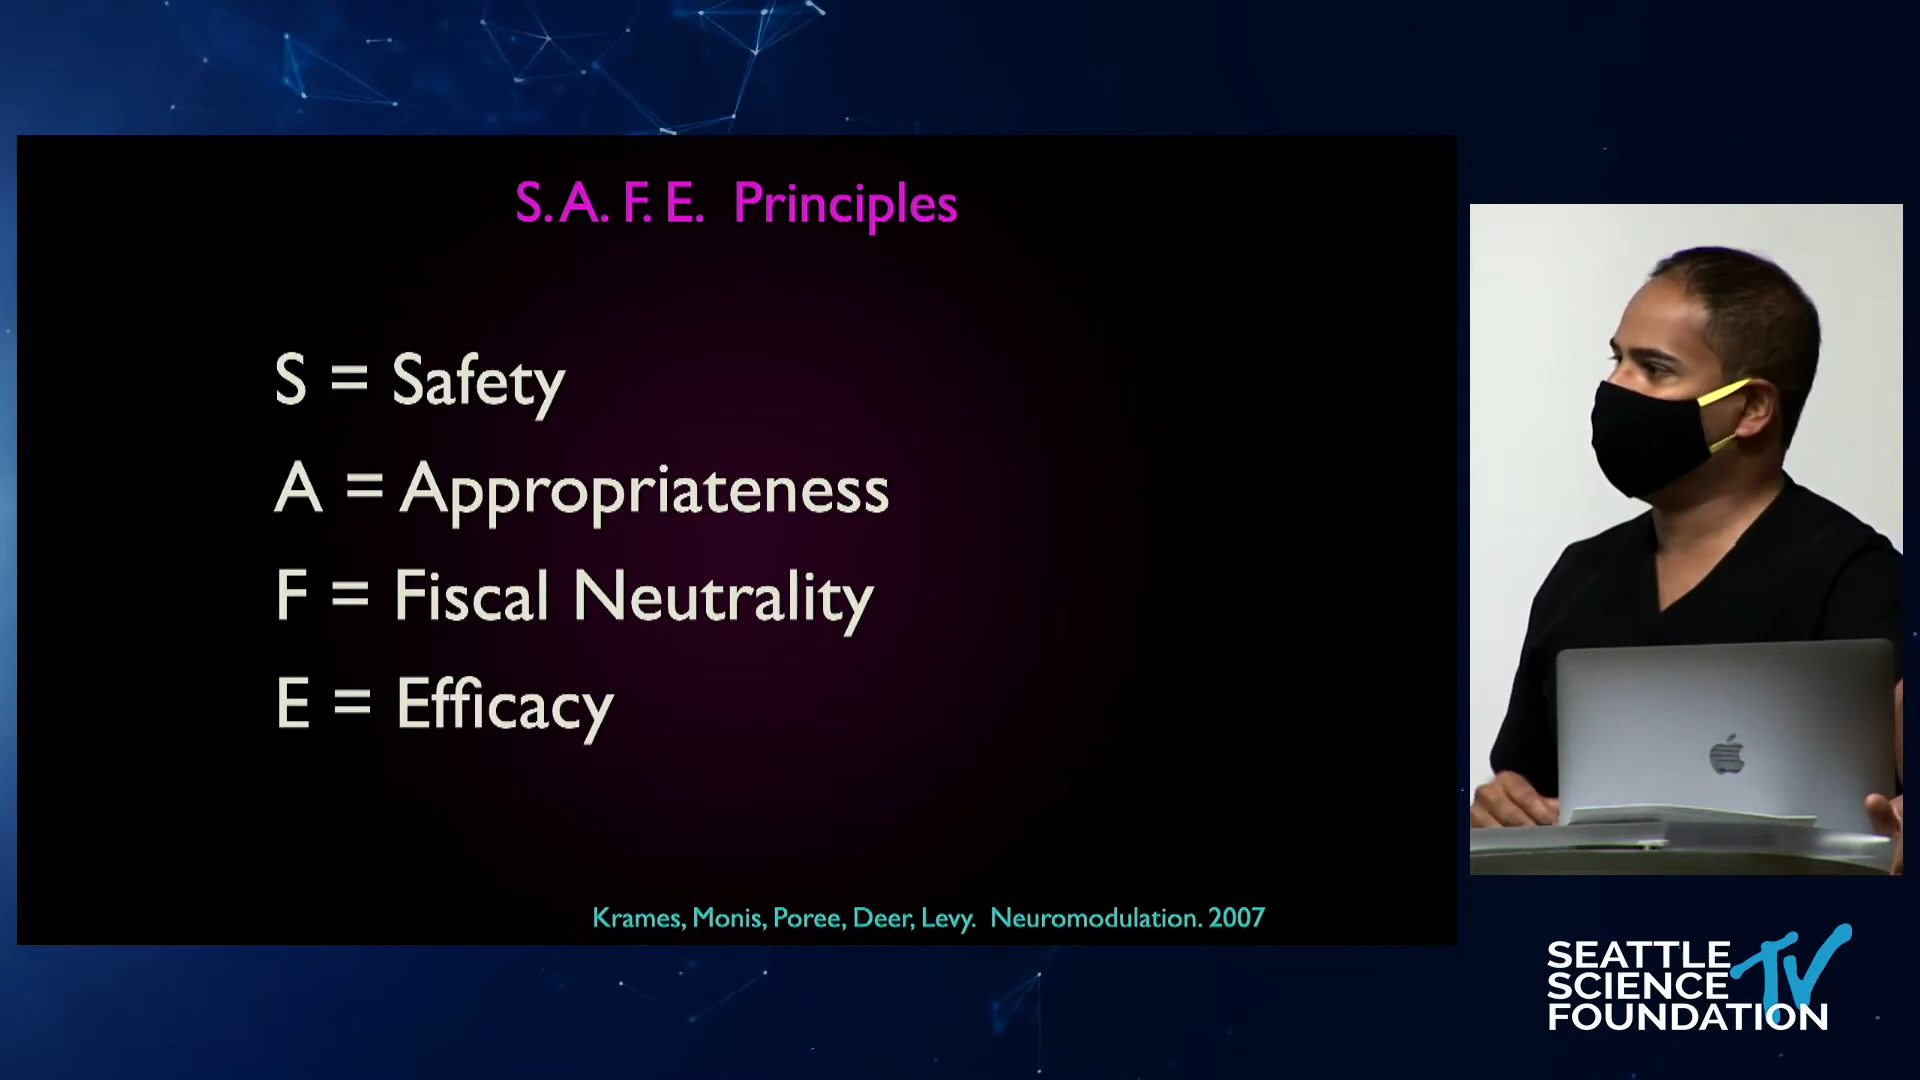 S. A. F. E. Principles
S = Safety
A = Appropriateness
F = Fiscal Neutrality
E = Efficacy
Krames, Monis, Poree, Deer, Levy. Neuromodulation. 2007
SEATTLE
SCIENCE
FOUNDATION
TV